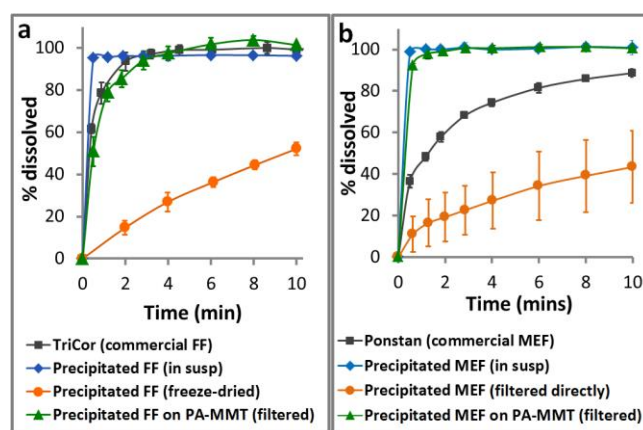 a
% dissolved
100
80
60
40
20
0
0 2 4 6 8 10
Time (min)
TriCor (commercial FF)
Precipitated FF (in susp)
Precipitated FF (freeze-dried)
Precipitated FF on PA-MMT (filtered)
b
% dissolved
100
80
60
40
20
0
0 2 4 6 8 10
Time (mins)
Ponstan (commercial MEF)
Precipitated MEF (in susp)
Precipitated MEF (filtered directly)
Precipitated MEF on PA-MMT (filtered)